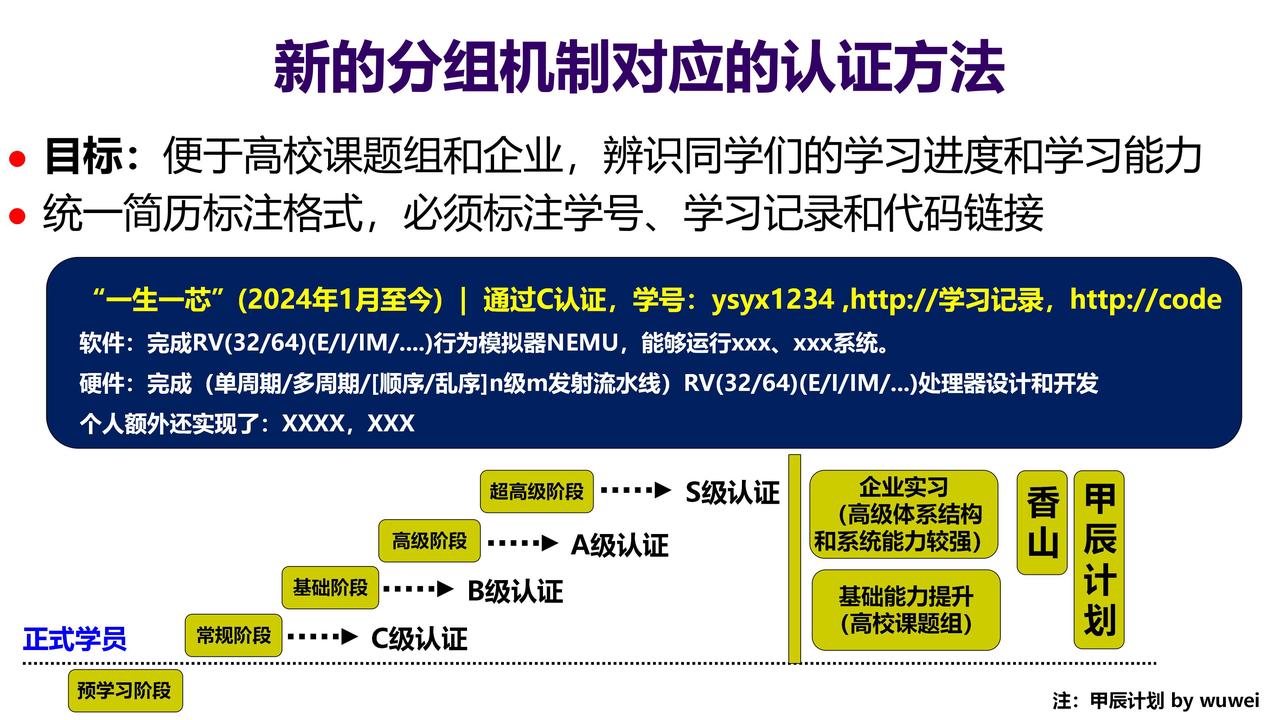 新的分组机制对应的认证方法
目标：便于高校课题组和企业，辨识同学们的学习进度和学习能力
统一简历标注格式，必须标注学号、学习记录和代码链接
“一生一芯”(2024年1月至今) | 通过C认证，学号：ysyx1234 ,http://学习记录，http://code
软件：完成RV(32/64)(E/I/IM/....)行为模拟器NEMU，能够运行xxx、xxx系统。
硬件：完成（单周期/多周期/[顺序/乱序]n级m发射流水线）RV(32/64)(E/I/IM/...)处理器设计和开发
个人额外还实现了：XXXX，XXX
超高级阶段
S级认证
高级阶段
A级认证
基础阶段
B级认证
正式学员
常规阶段
C级认证
预学习阶段
企业实习
（高级体系结构
和系统能力较强）
基础能力提升
（高校课题组）
香山
甲辰计划
注：甲辰计划 by wuwei